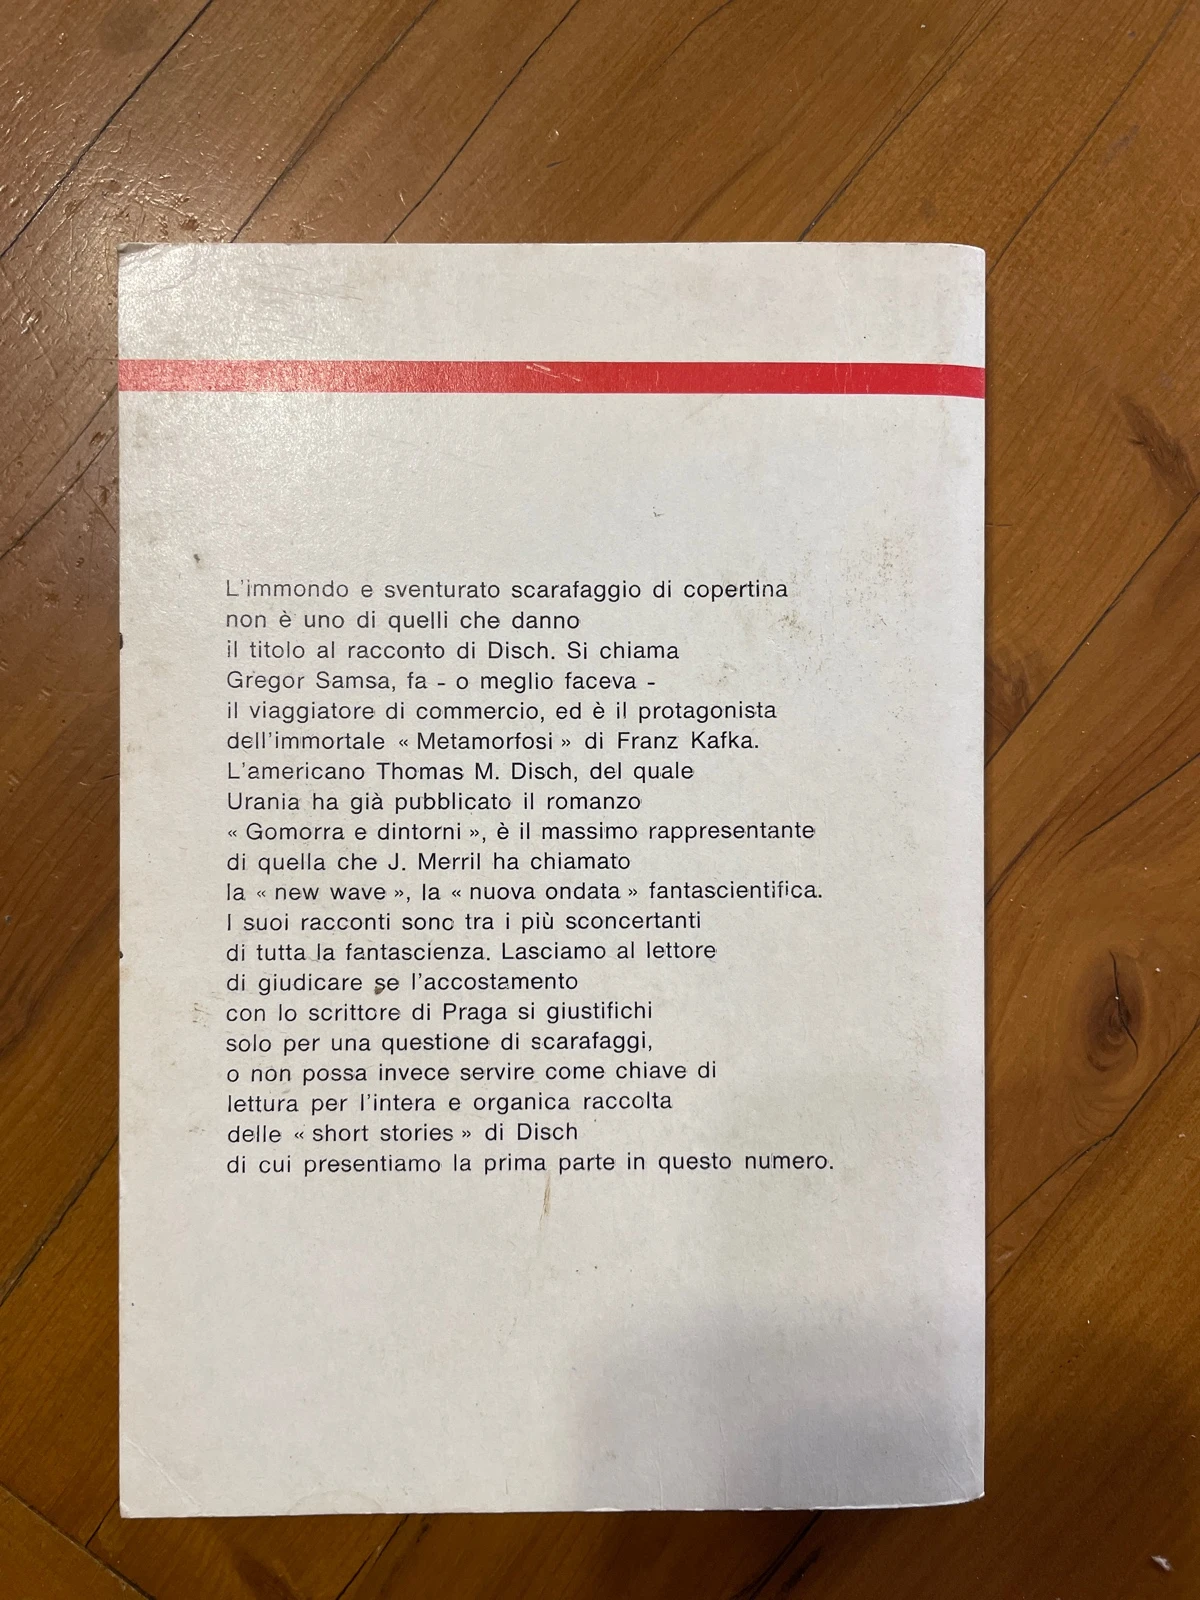 L'immondo e sventurato scarafaggio di copertina
non è uno di quelli che danno
il titolo al racconto di Disch. Si chiama
Gregor Samsa, fa - o meglio faceva -
il viaggiatore di commercio, ed è il protagonista
dell'immortale « Metamorfosi » di Franz Kafka.
L'americano Thomas M. Disch, del quale
Urania ha già pubblicato il romanzo
« Gomorra e dintorni », è il massimo rappresentante
di quella che J. Merril ha chiamato
la « new wave », la « nuova ondata » fantascientifica.
I suoi racconti sono tra i più sconcertanti
di tutta la fantascienza. Lasciamo al lettore
di giudicare se l'accostamento
con lo scrittore di Praga si giustifichi
solo per una questione di scarafaggi,
o non possa invece servire come chiave di
lettura per l'intera e organica raccolta
delle « short stories » di Disch
di cui presentiamo la prima parte in questo numero.